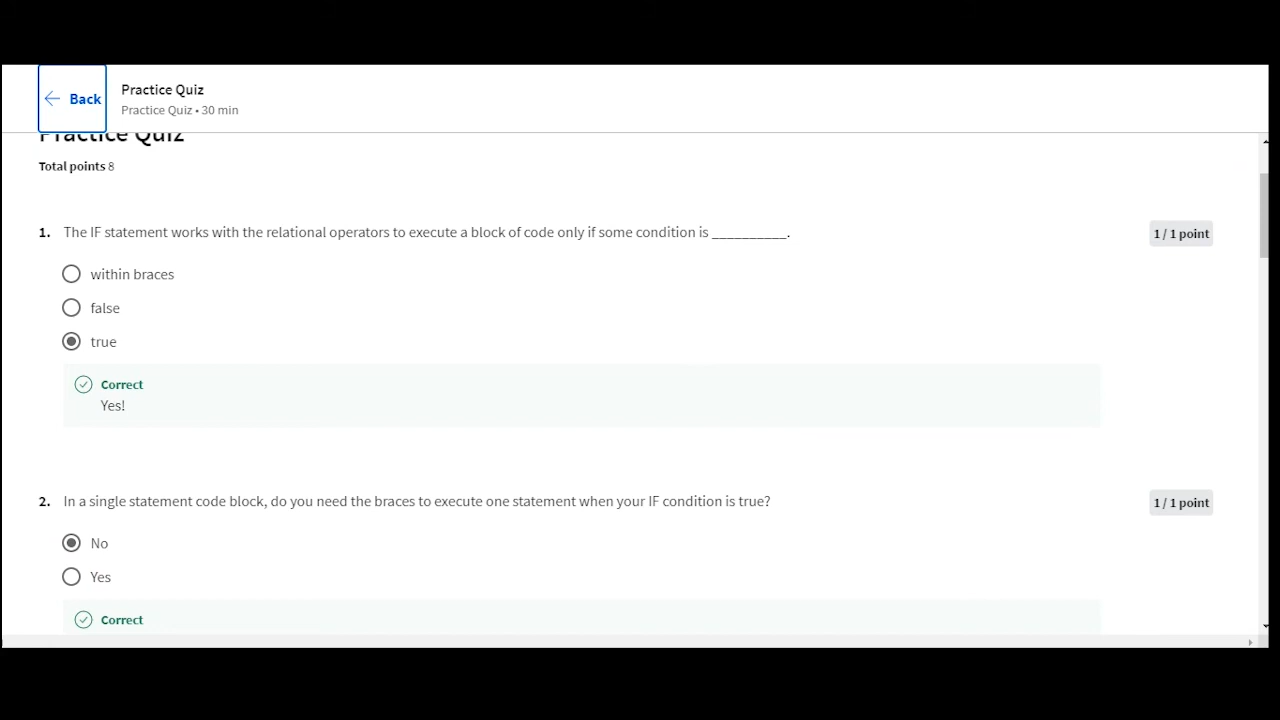 Back
Practice Quiz
Practice Quiz • 30 min
Practice Quiz
Total points 8
1. The IF statement works with the relational operators to execute a block of code only if some condition is __________.
1 / 1 point
within braces
false
true
Correct
Yes!
2. In a single statement code block, do you need the braces to execute one statement when your IF condition is true?
1 / 1 point
No
Yes
Correct